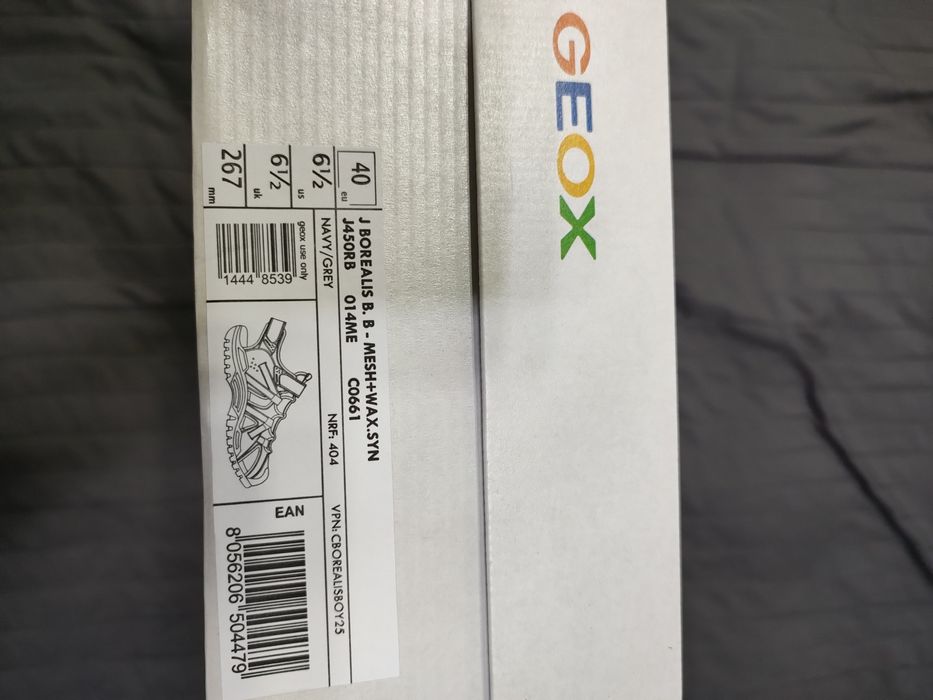 GEOX
40 eu
6½ us
6½ uk
267 mm
J BOREALIS B. B - MESH+WAX.SYN
J450RB 014ME C0661
NAVY/GREY NRF: 404 VPN: CBOREALISBOY25
geox use only
1444 8539
EAN
8 056206 504479